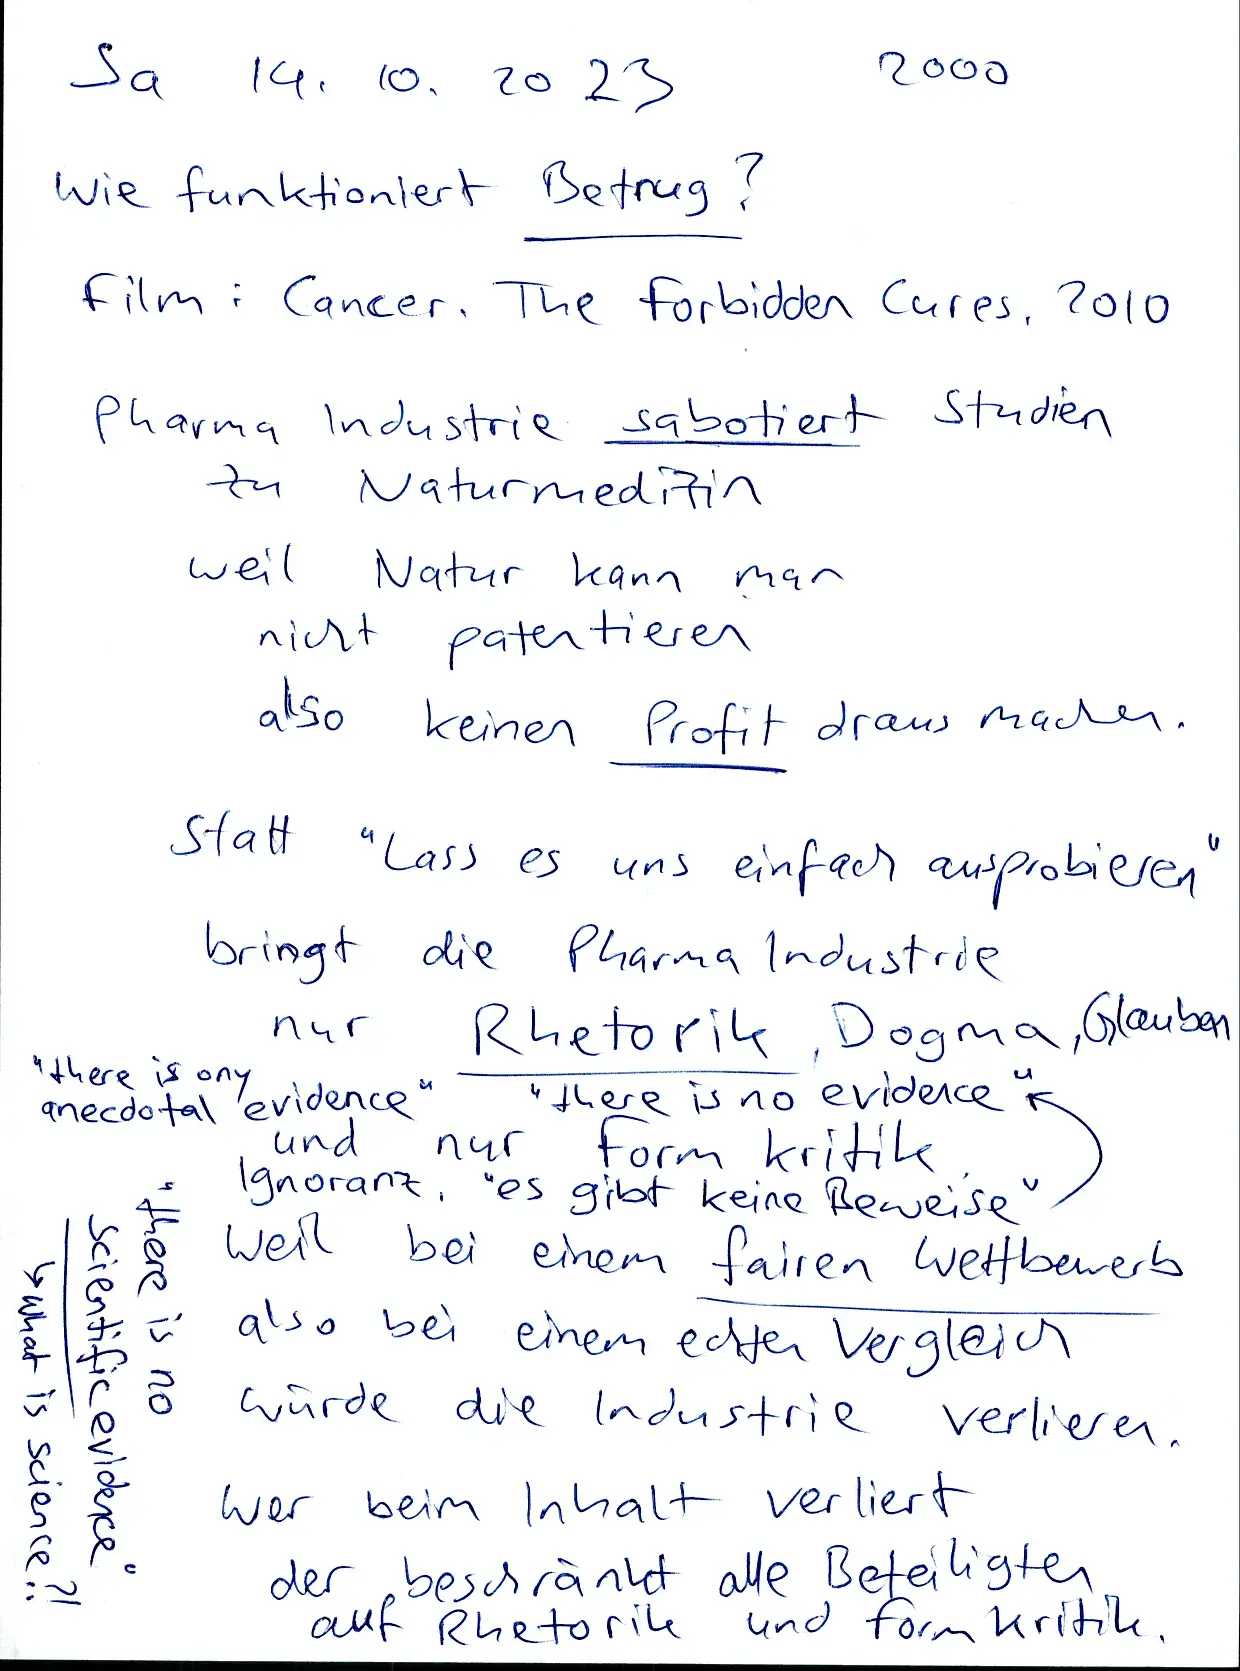 Sa 14. 10. 2023 2000
Wie funktioniert Betrug?
Film: Cancer. The Forbidden Cures, 2010
Pharma Industrie sabotiert Studien
zu Naturmedizin
weil Natur kann man
nicht patentieren
also keinen Profit draus machen.
Statt "Lass es uns einfach ausprobieren"
bringt die Pharma Industrie
nur Rhetorik, Dogma, Glauben
"there is ony
anecdotal evidence" "there is no evidence"
und nur Formkritik.
Ignoranz, "es gibt keine Beweise"
Weil bei einem fairen Wettbewerb
also bei einem echten Vergleich
würde die Industrie verlieren.
Wer beim Inhalt verliert
der beschränkt alle Beteiligten
auf Rhetorik und Formkritik.
"there is no
scientific evidence"
↳ what is science?!